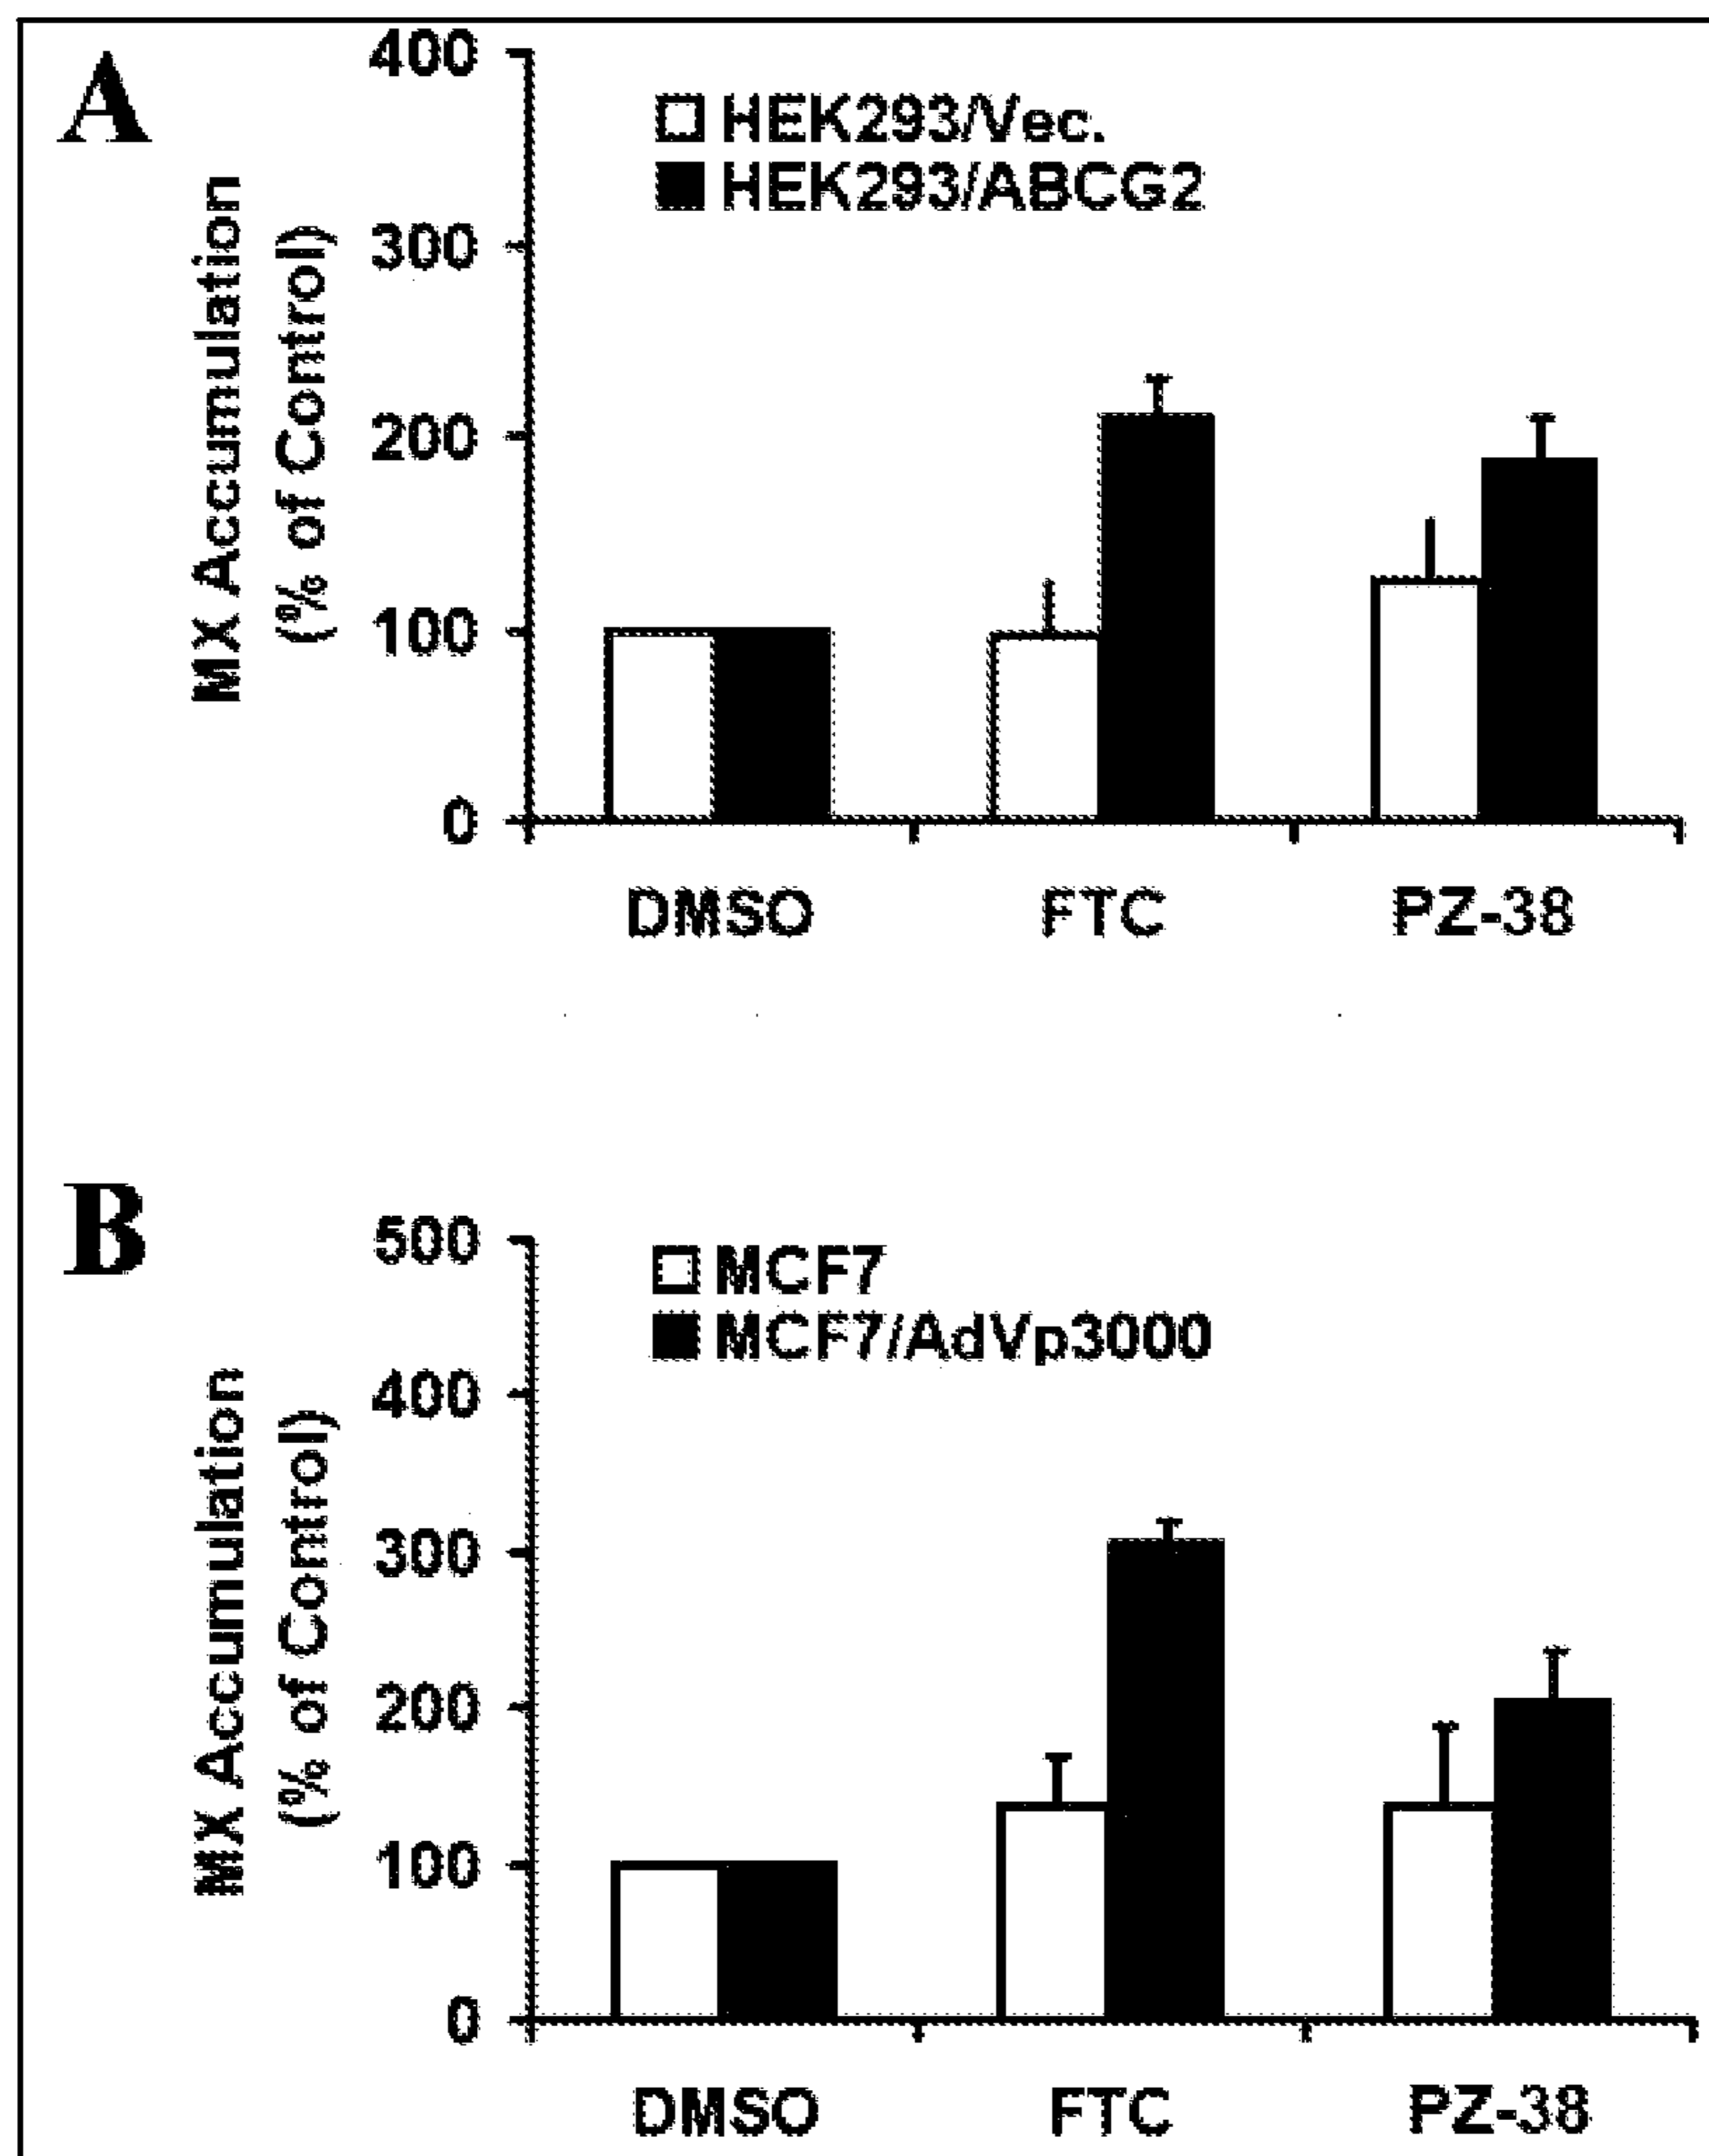 A
400
HEK293/Vec.
HEK293/ABCG2
300
200
100
0
MX Accumulation
(% of Control)
DMSO FTC PZ-38
B
500
MCF7
MCF7/AdVp3000
400
300
200
100
0
MX Accumulation
(% of Control)
DMSO FTC PZ-38